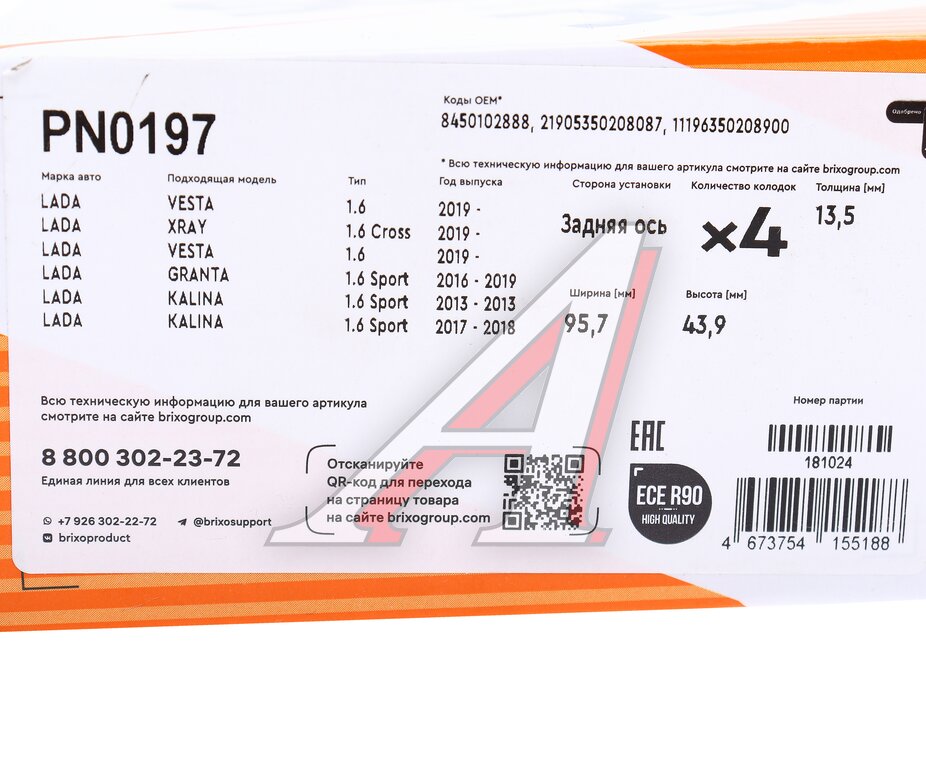 PN0197
Коды OEM*
8450102888, 21905350208087, 11196350208900
* Всю техническую информацию для вашего артикула смотрите на сайте brixogroup.com
Одобрено
Марка авто Подходящая модель Тип Год выпуска Сторона установки Количество колодок Толщина [мм]
LADA VESTA 1.6 2019 - Задняя ось ×4 13,5
LADA XRAY 1.6 Cross 2019 -
LADA VESTA 1.6 2019 -
LADA GRANTA 1.6 Sport 2016 - 2019
LADA KALINA 1.6 Sport 2013 - 2013
LADA KALINA 1.6 Sport 2017 - 2018
Ширина [мм] Высота [мм]
95,7 43,9
Всю техническую информацию для вашего артикула
смотрите на сайте brixogroup.com
8 800 302-23-72
Единая линия для всех клиентов
+7 926 302-22-72 @brixosupport
brixoproduct
Отсканируйте
QR-код для перехода
на страницу товара
на сайте brixogroup.com
EAC
ECE R90
HIGH QUALITY
Номер партии
181024
4 673754 155188